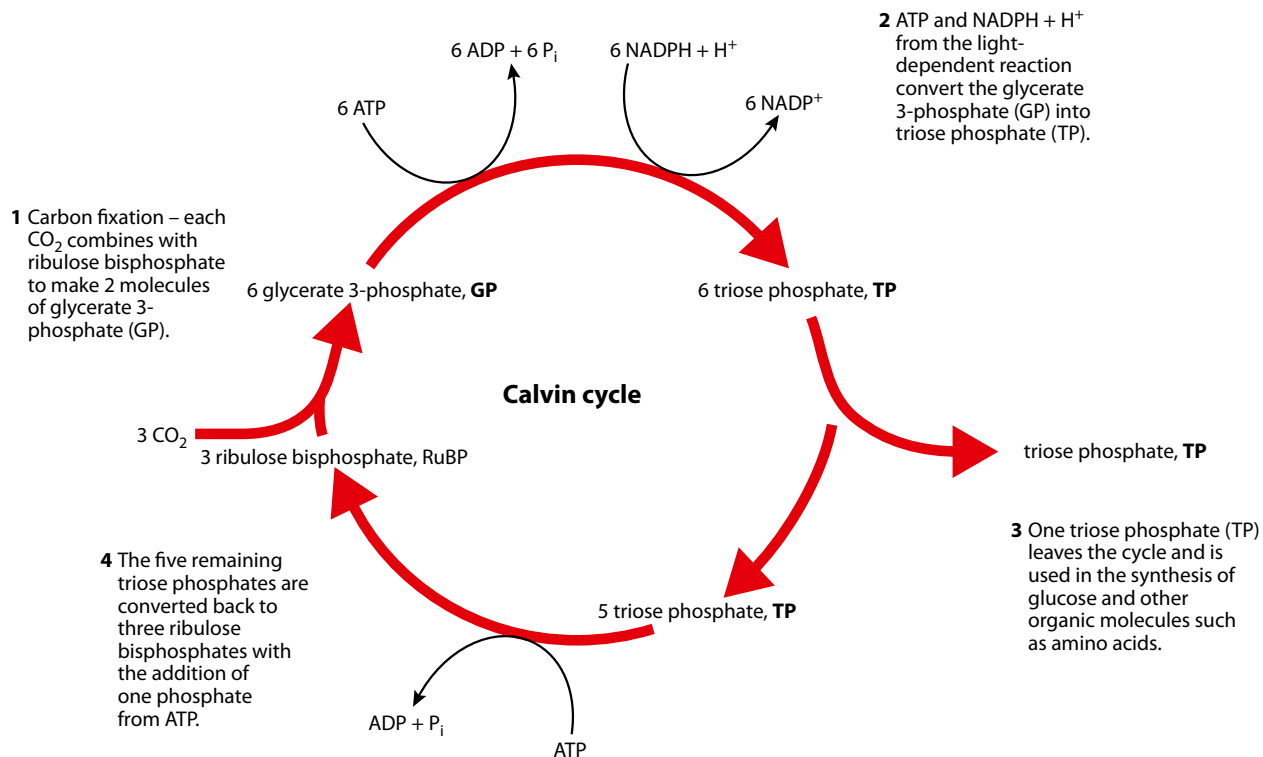 2 ATP and NADPH + H⁺
from the light-
dependent reaction
convert the glycerate
3-phosphate (GP) into
triose phosphate (TP).
6 ADP + 6 Pᵢ
6 NADPH + H⁺
6 ATP
6 NADP⁺
1 Carbon fixation – each
CO₂ combines with
ribulose bisphosphate
to make 2 molecules
of glycerate 3-
phosphate (GP).
6 glycerate 3-phosphate, GP
6 triose phosphate, TP
Calvin cycle
3 CO₂
3 ribulose bisphosphate, RuBP
triose phosphate, TP
3 One triose phosphate (TP)
leaves the cycle and is
used in the synthesis of
glucose and other
organic molecules such
as amino acids.
4 The five remaining
triose phosphates are
converted back to
three ribulose
bisphosphates with
the addition of
one phosphate
from ATP.
5 triose phosphate, TP
ADP + Pᵢ
ATP